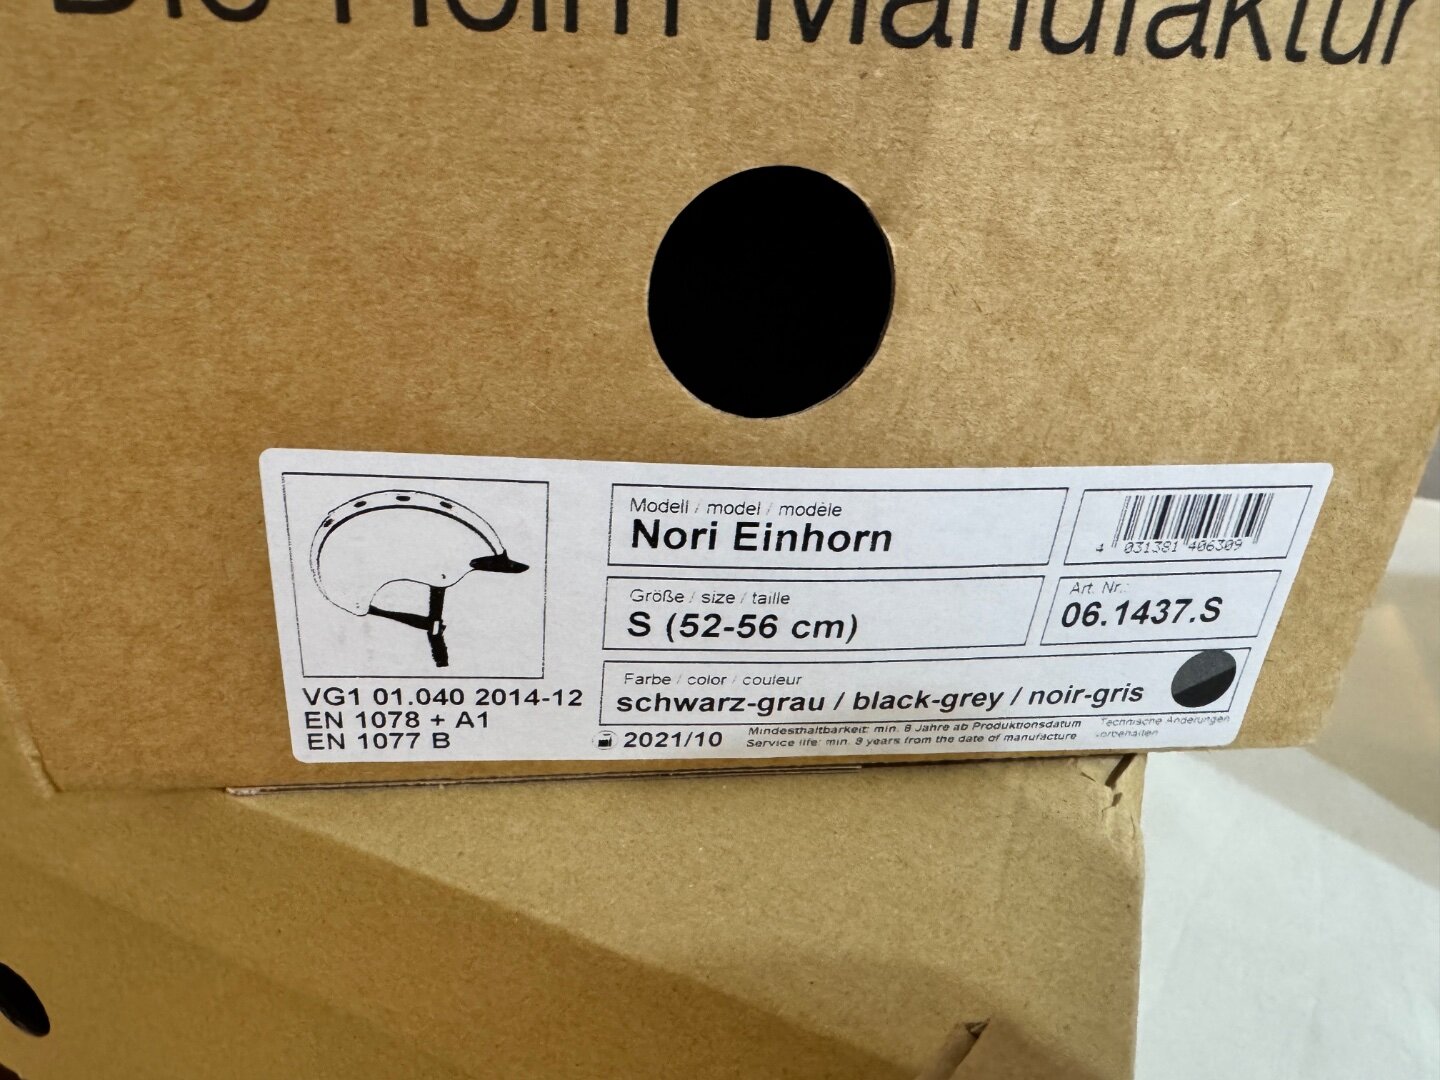 Die Helm Manufaktur
Modell / model / modèle
Nori Einhorn
4 031381 406309
Größe / size / taille
S (52-56 cm)
Art. Nr.:
06.1437.S
Farbe / color / couleur
schwarz-grau / black-grey / noir-gris
VG1 01.040 2014-12
EN 1078 + A1
EN 1077 B
2021/10
Mindesthaltbarkeit: min. 8 Jahre ab Produktionsdatum
Service life: min. 8 years from the date of manufacture
Technische Änderungen
vorbehalten